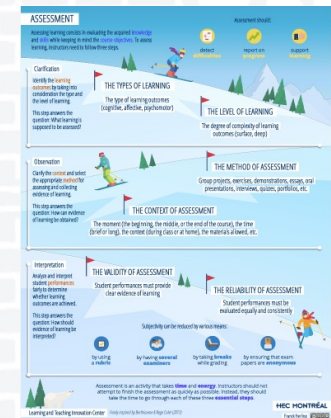 ASSESSMENT
Assessing learning consists in evaluating the acquired knowledge
and skills while keeping in mind the course objectives. To assess
learning, instructors need to follow three steps.
Assessment should:
detect
difficulties
report on
progress
support
learning
Clarification
Identify the learning
outcomes by taking into
consideration the type and
the level of learning.
This step answers the
question: What learning is
supposed to be assessed?
THE TYPES OF LEARNING
The type of learning outcomes
(cognitive, affective, psychomotor)
THE LEVEL OF LEARNING
The degree of complexity of learning
outcomes (surface, deep)
Observation
Clarify the context and select
the appropriate method for
assessing and collecting
evidence of learning.
This step answers the
question: How can evidence
of learning be obtained?
THE METHOD OF ASSESSMENT
Group projects, exercises, demonstrations, essays, oral
presentations, interviews, quizzes, portfolios, etc.
THE CONTEXT OF ASSESSMENT
The moment (the beginning, the middle, or the end of the course), the time
(brief or long), the context (during class or at home), the materials allowed, etc.
Interpretation
Analyze and interpret
student performances
fairly to determine
whether learning
outcomes are achieved.
This step answers the
question: How should
evidence of learning be
interpreted?
THE VALIDITY OF ASSESSMENT
Student performances must provide
clear evidence of learning
THE RELIABILITY OF ASSESSMENT
Student performances must be
evaluated equally and consistently
Subjectivity can be reduced by various means:
by using
a rubric
by having several
examiners
by taking breaks
while grading
by ensuring that exam
papers are anonymous
Assessment is an activity that takes time and energy. Instructors should not
attempt to finish the assessment as quickly as possible. Instead, they should
take the time to go through each of these three essential steps.
Learning and Teaching Innovation Center
Freely inspired by Berthiaume & Rege Colet (2013)
HEC MONTRĒAL